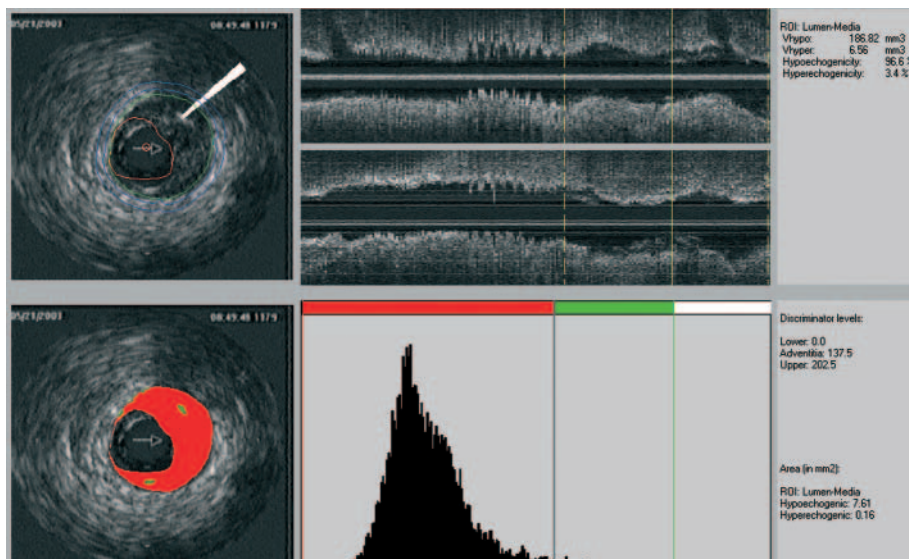 05/21/2003
08:49:48 1179
ROI: Lumen-Media
Vhypo: 186.82 mm3
Vhyper: 6.56 mm3
Hypoechogenicity: 96.6 %
Hyperechogenicity: 3.4 %
05/21/2003
08:49:48 1179
Discriminator levels:
Lower: 0.0
Adventitia: 137.5
Upper: 202.5
Area (in mm2):
ROI: Lumen-Media
Hypoechogenic: 7.61
Hyperechogenic: 0.16